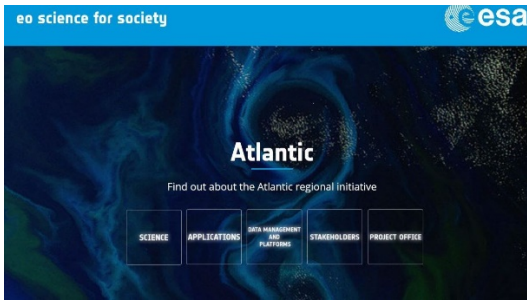 eo science for society
esa
Atlantic
Find out about the Atlantic regional initiative
SCIENCE
APPLICATIONS
DATA MANAGEMENT
AND
PLATFORMS
STAKEHOLDERS
PROJECT OFFICE